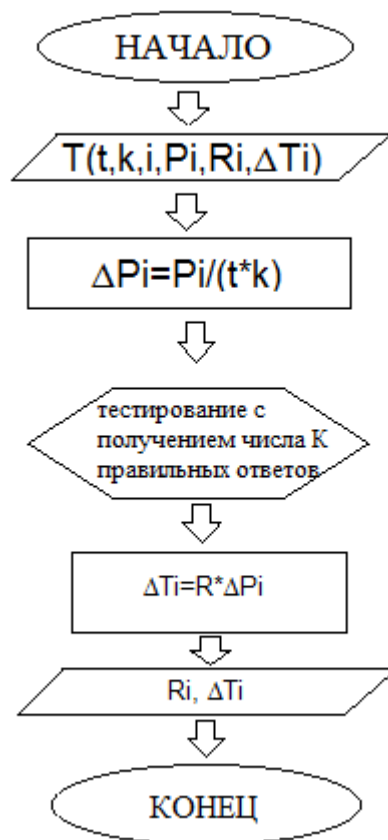 НАЧАЛО
T(t,k,i,Pi,Ri,∆Ti)
∆Pi=Pi/(t*k)
тестирование с
получением числа К
правильных ответов
∆Ti=R*∆Pi
Ri, ∆Ti
КОНЕЦ